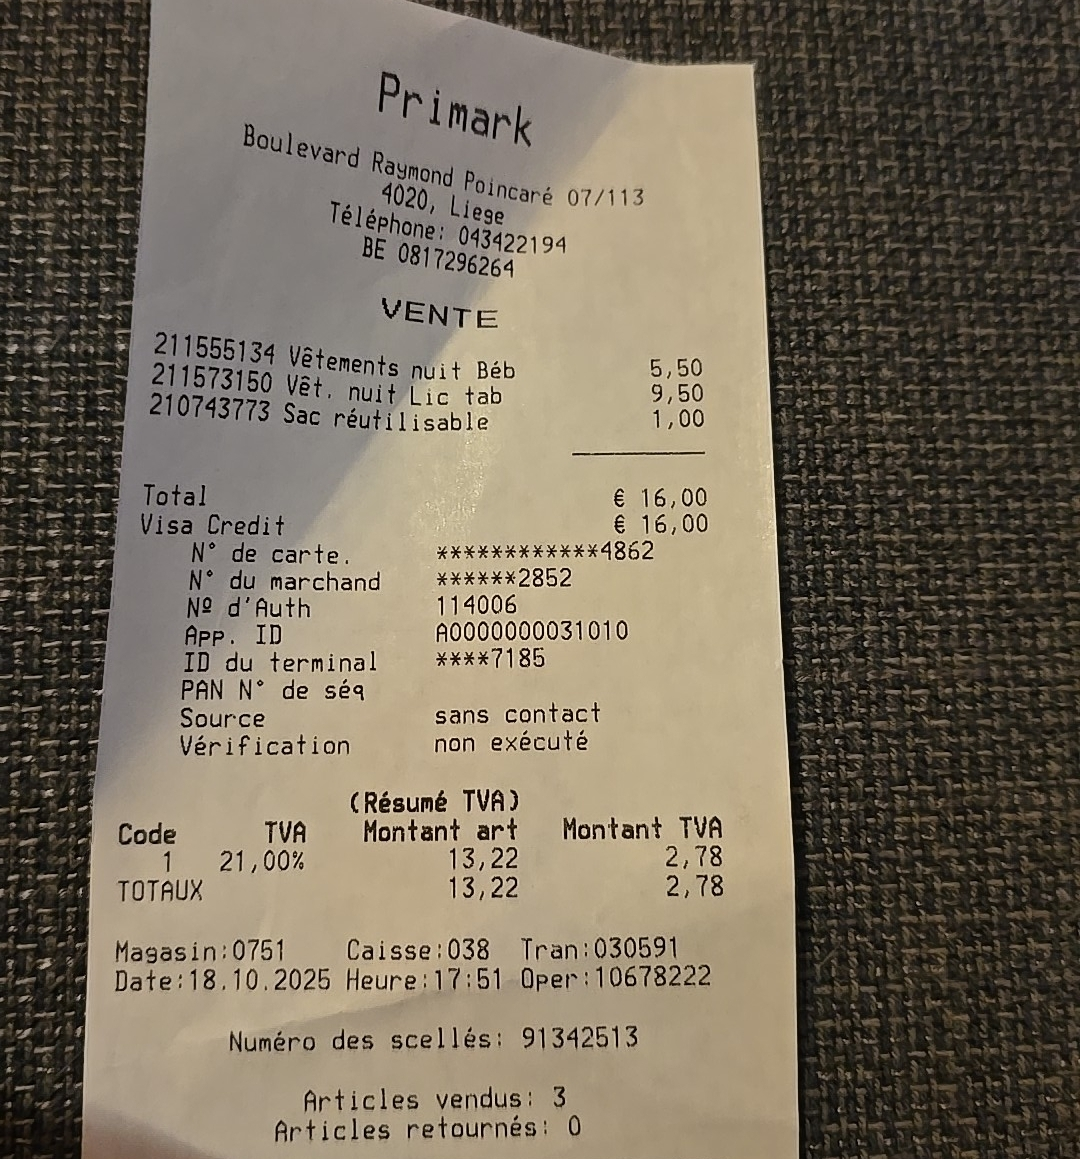 Primark
Boulevard Raymond Poincaré 07/113
4020, Liege
Téléphone: 043422194
BE 0817296264
VENTE
211555134 Vêtements nuit Béb 5,50
211573150 Vêt. nuit Lic tab 9,50
210743773 Sac réutilisable 1,00
Total € 16,00
Visa Credit € 16,00
N° de carte. ************4862
N° du marchand ******2852
Nº d'Auth 114006
App. ID A0000000031010
ID du terminal ****7185
PAN N° de séq
Source sans contact
Vérification non exécuté
(Résumé TVA)
Code TVA Montant art Montant TVA
1 21,00% 13,22 2,78
TOTAUX 13,22 2,78
Magasin:0751 Caisse:038 Tran:030591
Date:18.10.2025 Heure:17:51 Oper:10678222
Numéro des scellés: 91342513
Articles vendus: 3
Articles retournés: 0